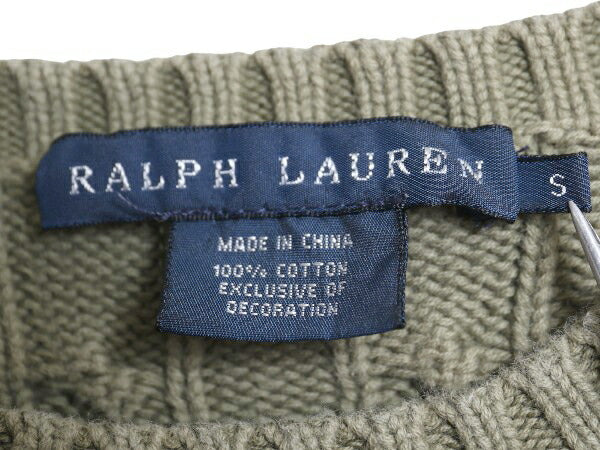 RALPH LAUREN
S
MADE IN CHINA
100% COTTON
EXCLUSIVE OF
DECORATION